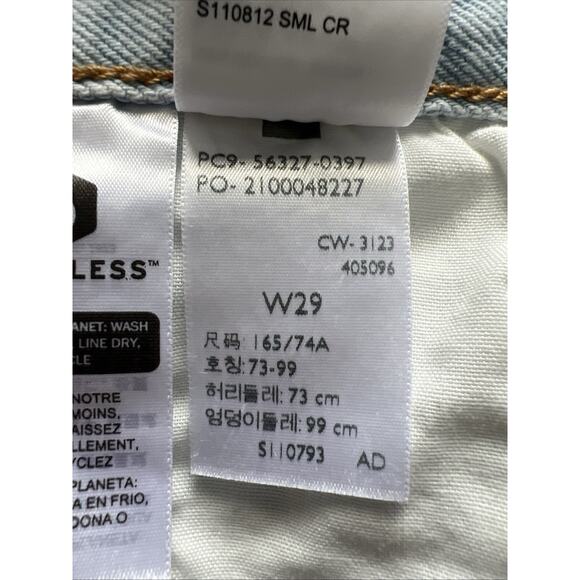 S110812 SML CR
PC9- 56327-0397
PO- 2100048227
CW- 3123
405096
W29
尺码: 165/74A
호칭: 73-99
허리둘레: 73 cm
엉덩이둘레: 99 cm
S110793 AD
LESS™
ANET: WASH
LINE DRY,
CLE
NOTRE
MOINS,
AISSEZ
LLEMENT,
YCLEZ
PLANETA:
A EN FRIO,
DONA O